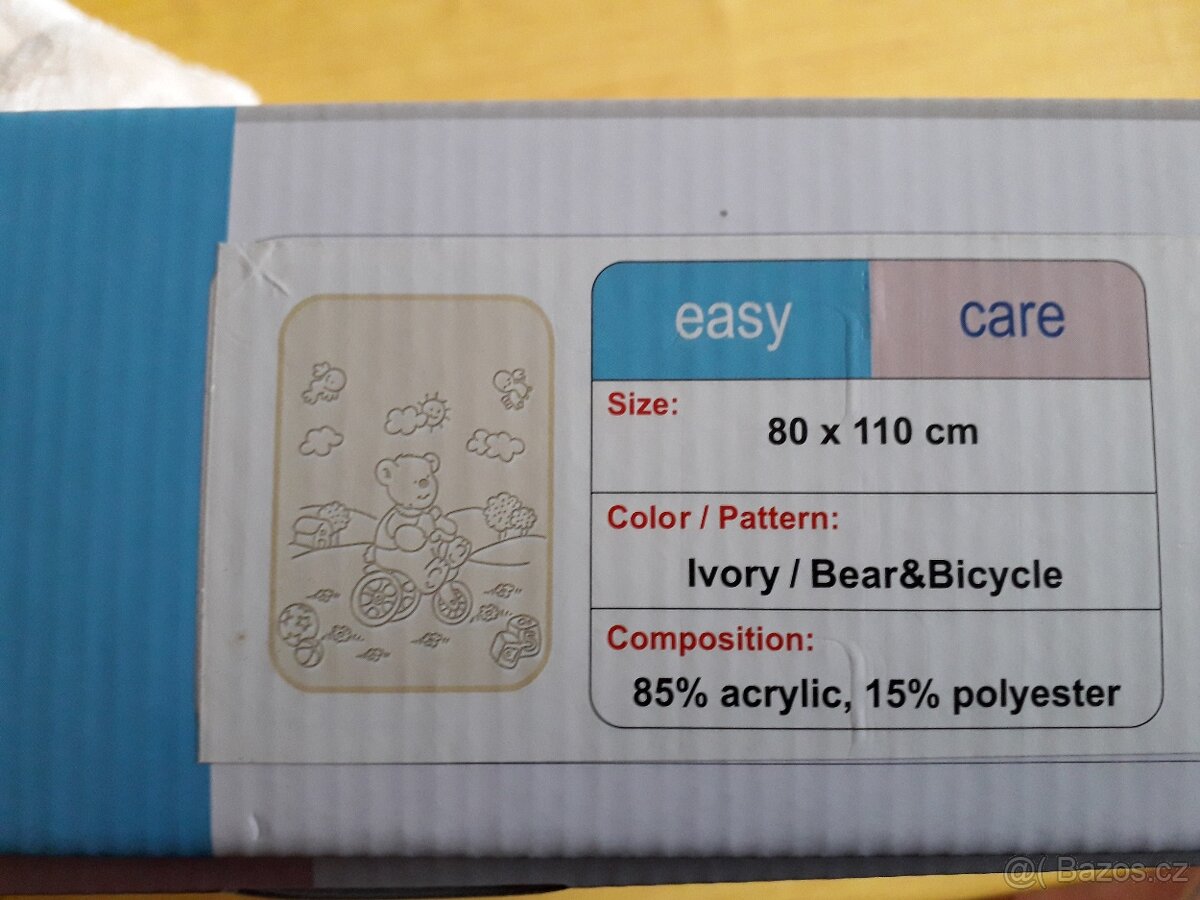 easy care
Size:
80 x 110 cm
Color / Pattern:
Ivory / Bear&Bicycle
Composition:
85% acrylic, 15% polyester
@( Bazos.cz